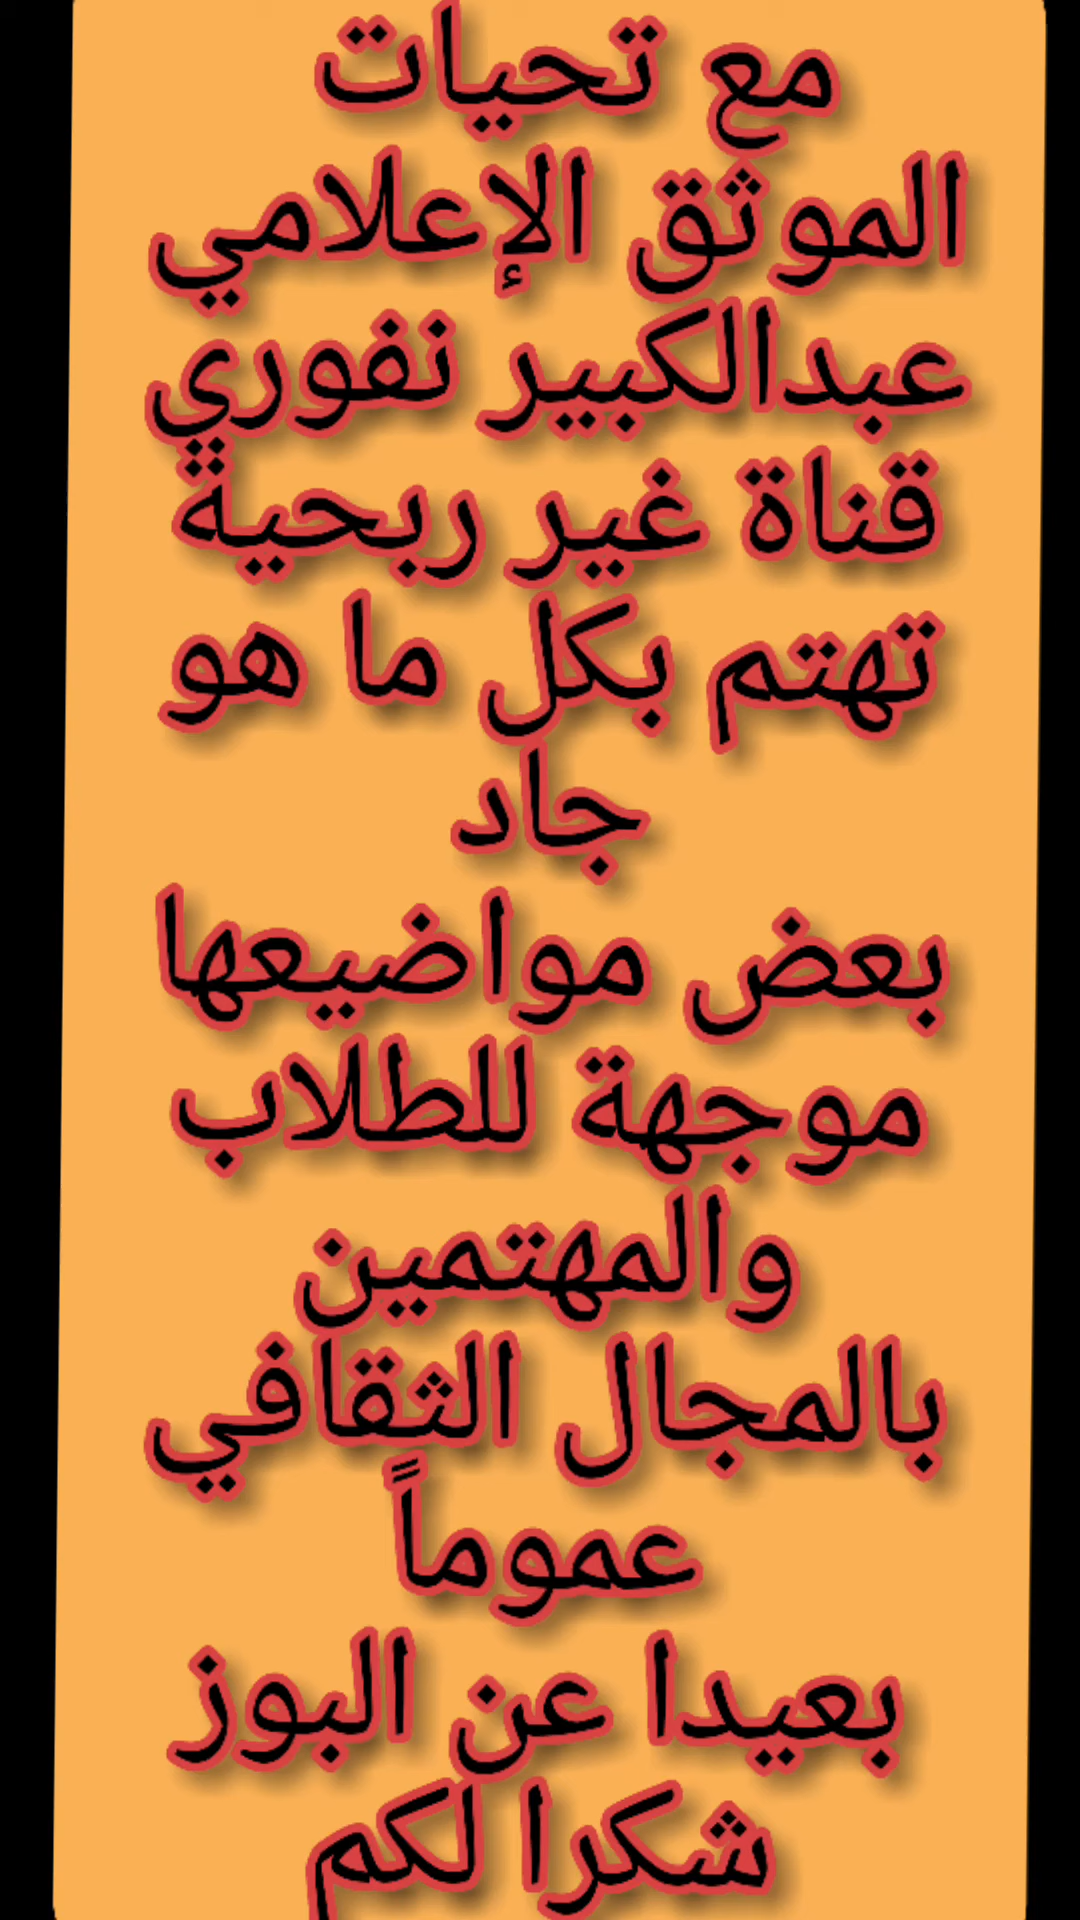 مع تحيات
الموثق الإعلامي
عبدالكبير نفوري
قناة غير ربحية
تهتم بكل ما هو
جاد
بعض مواضيعها
موجهة للطلاب
والمهتمين
بالمجال الثقافي
عموماً
بعيدا عن البوز
شكرا لكم